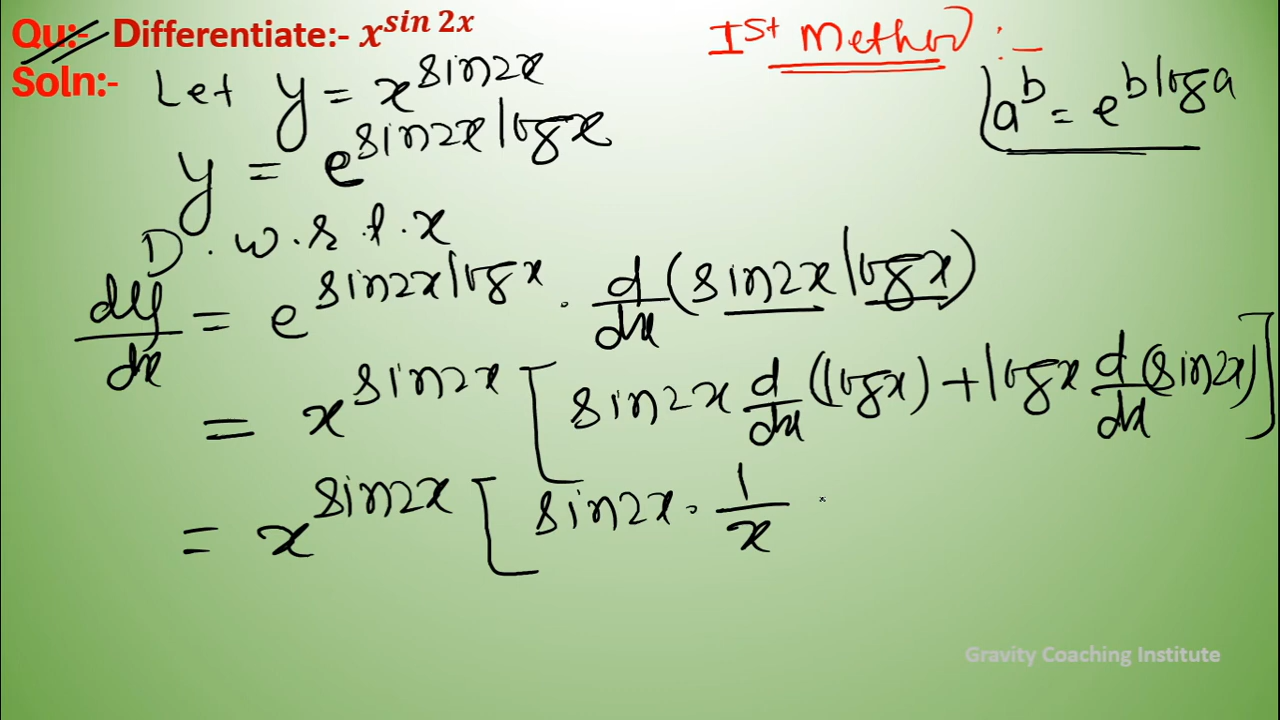 Qu:- Differentiate:- x^{sin 2x}
Ist Method :-
Soln:- Let y = x^{sin2x}
a^b = e^{b log a}
y = e^{sin2x log x}
D.w.r.t.x
dy/dx = e^{sin2x log x} . d/dx (sin2x log x)
= x^{sin2x} [sin2x d/dx (log x) + log x d/dx (sin2x)]
= x^{sin2x} [sin2x . 1/x
Gravity Coaching Institute